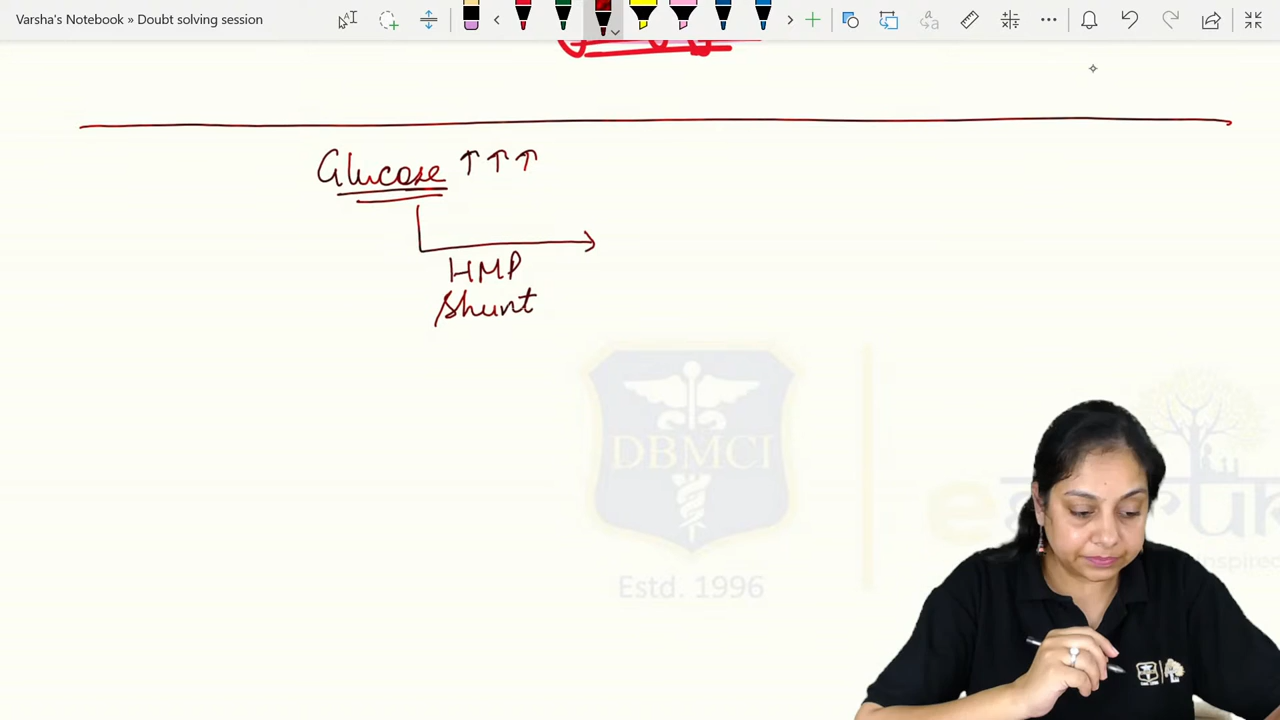 Varsha's Notebook » Doubt solving session
Glucose ↑ ↑ ↑
HMP
Shunt
DBMCI
Estd. 1996